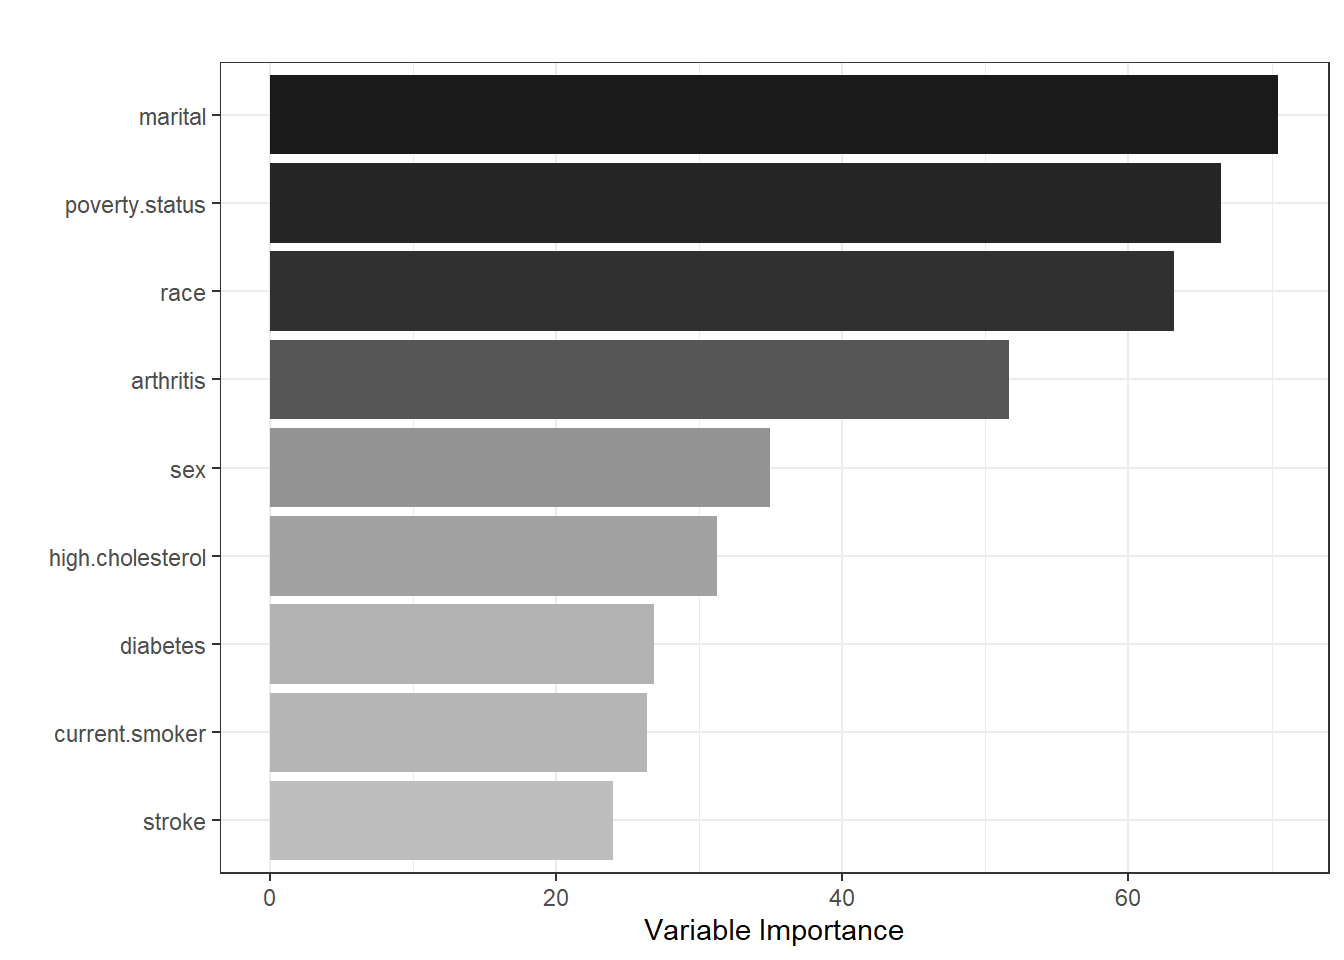 marital
poverty.status
race
arthritis
sex
high.cholesterol
diabetes
current.smoker
stroke
0 20 40 60
Variable Importance